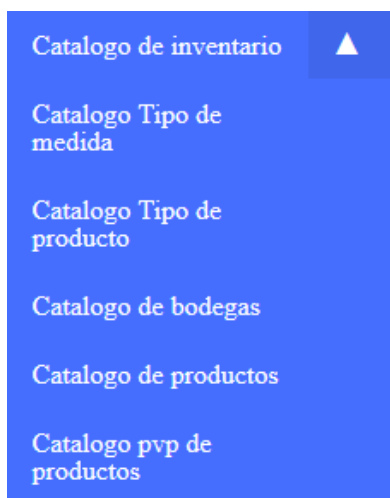 Catalogo de inventario ▲
Catalogo Tipo de
medida
Catalogo Tipo de
producto
Catalogo de bodegas
Catalogo de productos
Catalogo pvp de
productos